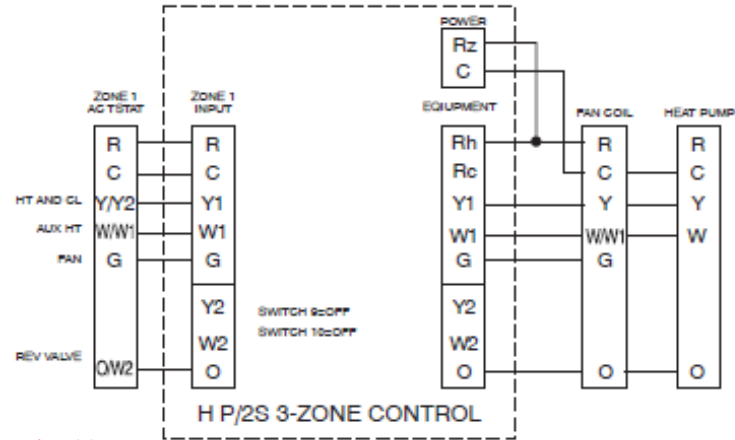 POWER
Rz
C
ZONE 1
AC TSTAT
ZONE 1
INPUT
EQIUPMENT
FAN COIL
HEAT PUMP
R R Rh R R
C C Rc C C
HT AND CL Y/Y2 Y1 Y1 Y Y
AUX HT W/W1 W1 W1 W/W1 W
FAN G G G G
Y2 SWITCH 9=OFF Y2
W2 SWITCH 10=OFF W2
REV VALVE O/W2 O O O O
H P/2S 3-ZONE CONTROL